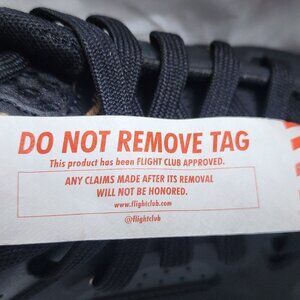 DO NOT REMOVE TAG
This product has been FLIGHT CLUB APPROVED.
ANY CLAIMS MADE AFTER ITS REMOVAL
WILL NOT BE HONORED.
www.flightclub.com
@flightclub